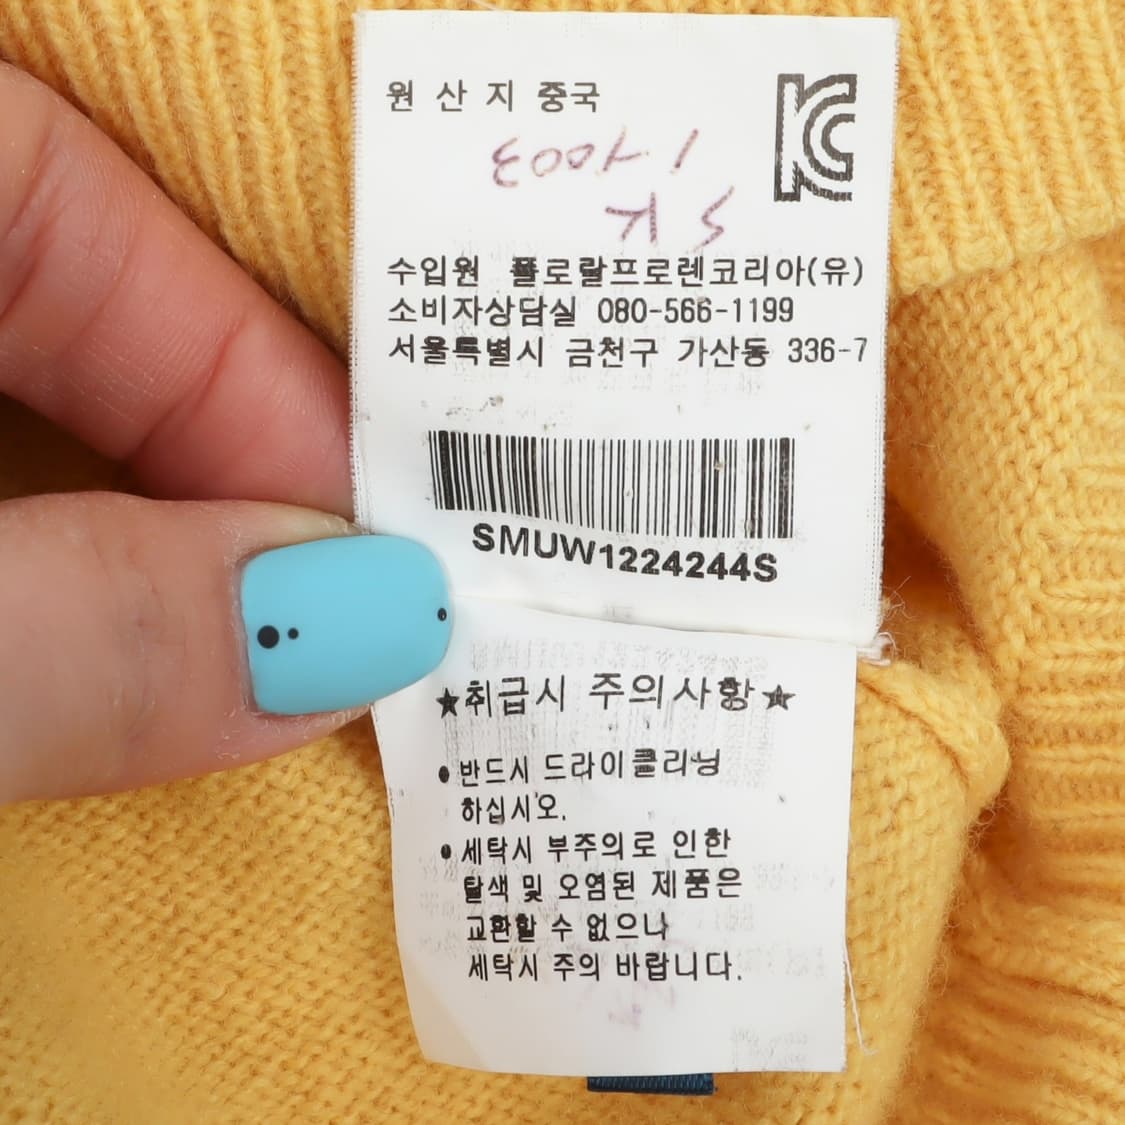 원산지 중국
KC
수입원 플로랄프로렌코리아(유)
소비자상담실 080-566-1199
서울특별시 금천구 가산동 336-7
SMUW1224244S
★취급시 주의사항★
● 반드시 드라이클리닝
하십시오.
● 세탁시 부주의로 인한
탈색 및 오염된 제품은
교환할 수 없으나
세탁시 주의 바랍니다.